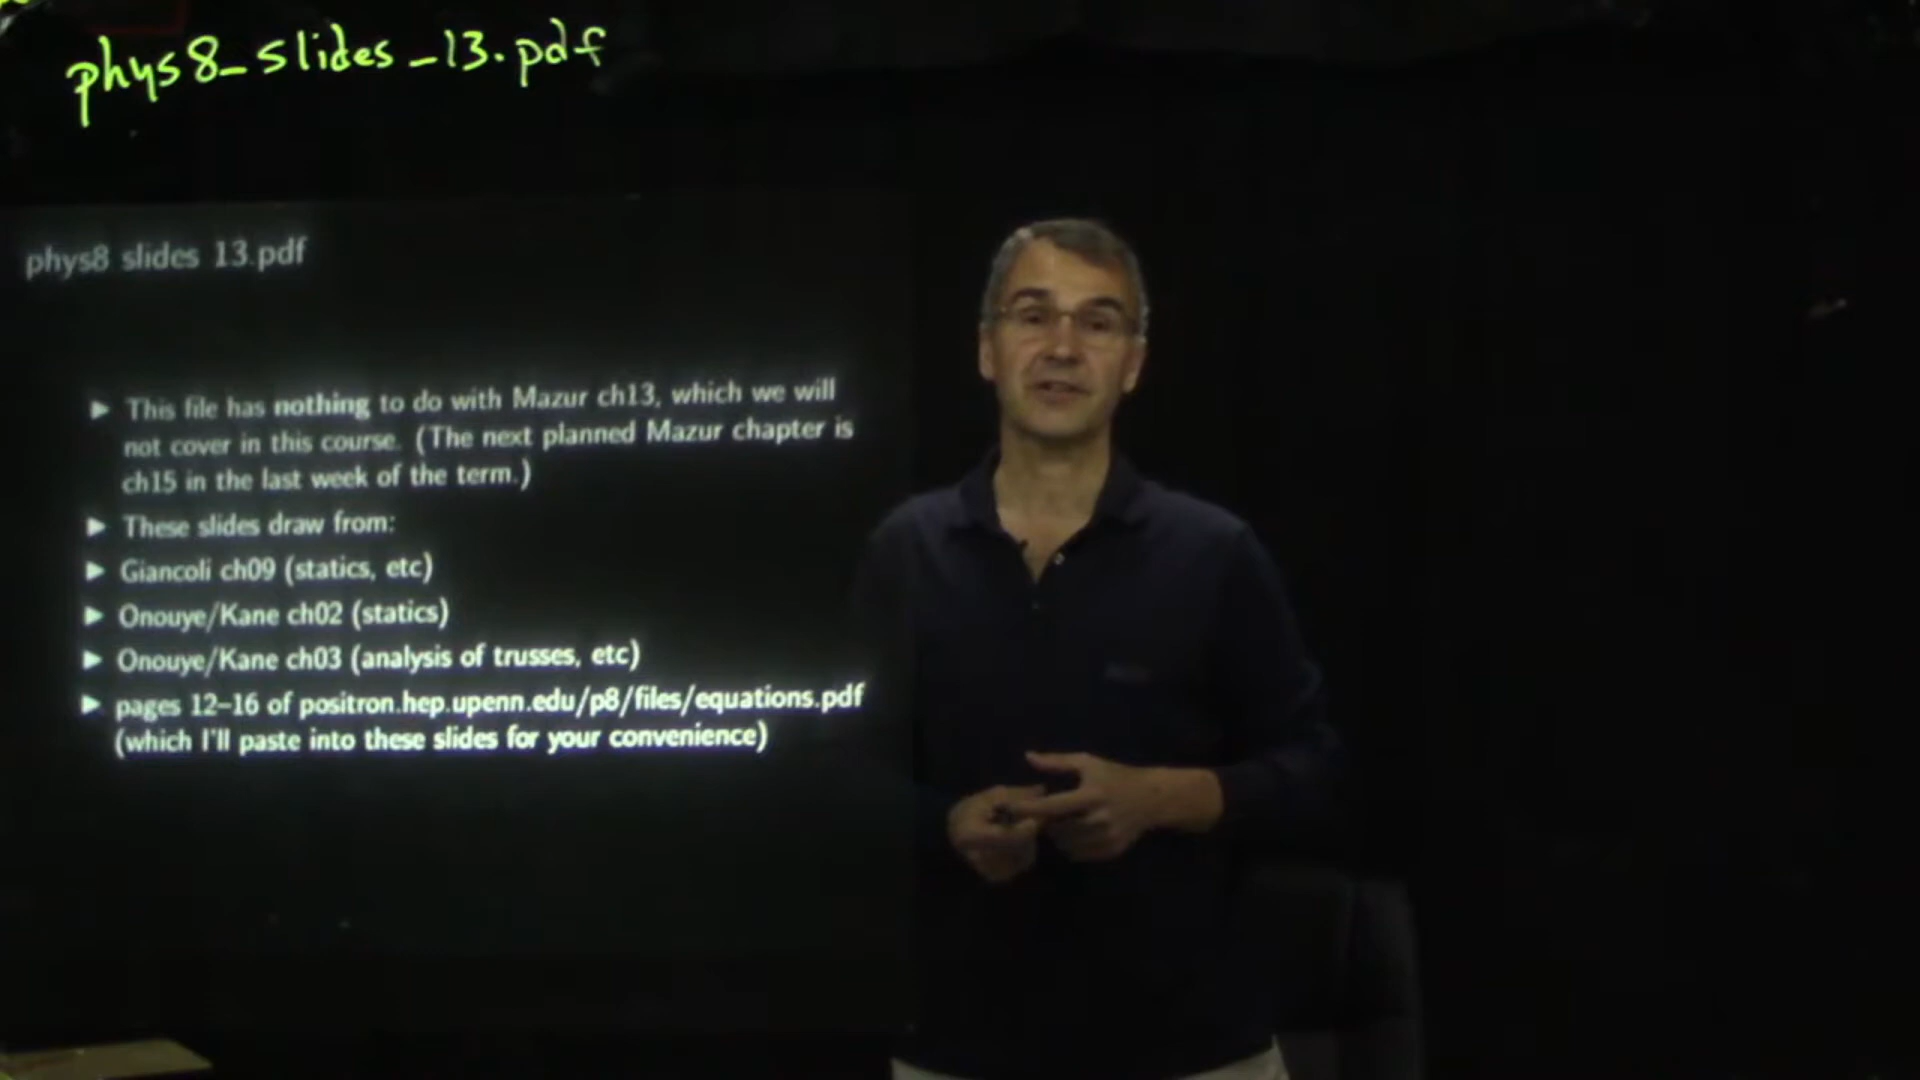 phys8_slides_13.pdf
phys8 slides 13.pdf
► This file has nothing to do with Mazur ch13, which we will
not cover in this course. (The next planned Mazur chapter is
ch15 in the last week of the term.)
► These slides draw from:
► Giancoli ch09 (statics, etc)
► Onouye/Kane ch02 (statics)
► Onouye/Kane ch03 (analysis of trusses, etc)
► pages 12–16 of positron.hep.upenn.edu/p8/files/equations.pdf
(which I'll paste into these slides for your convenience)